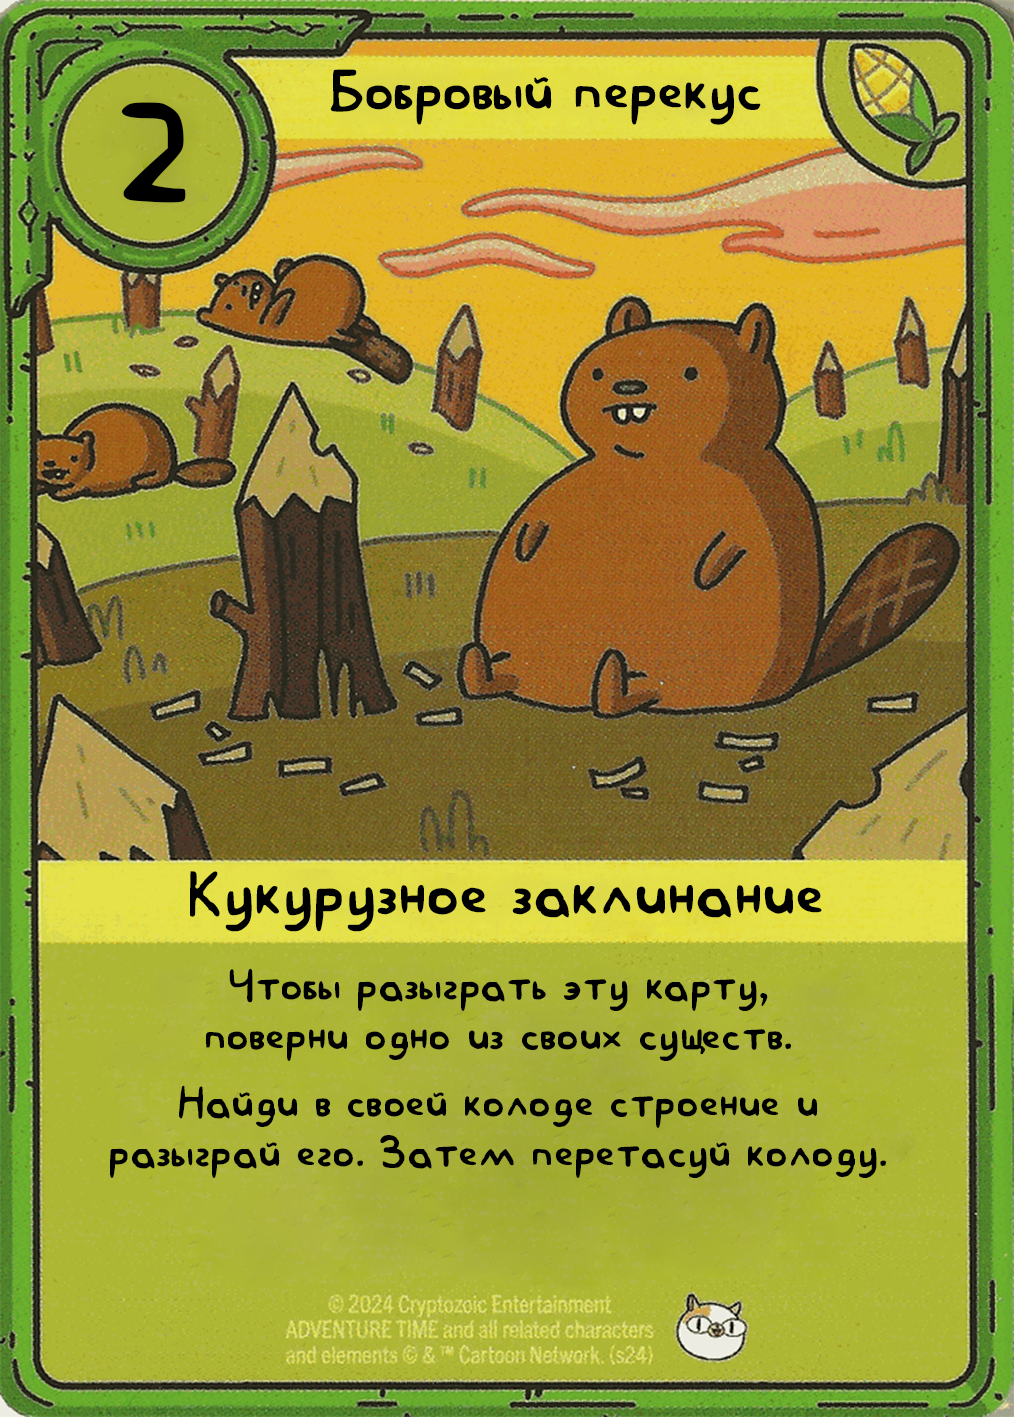 2
Бобровый перекус
Кукурузное заклинание
Чтобы разыграть эту карту,
поверни одно из своих существ.
Найди в своей колоде строение и
разыграй его. Затем перетасуй колоду.
© 2024 Cryptozoic Entertainment
ADVENTURE TIME and all related characters
and elements © & ™ Cartoon Network. (s24)